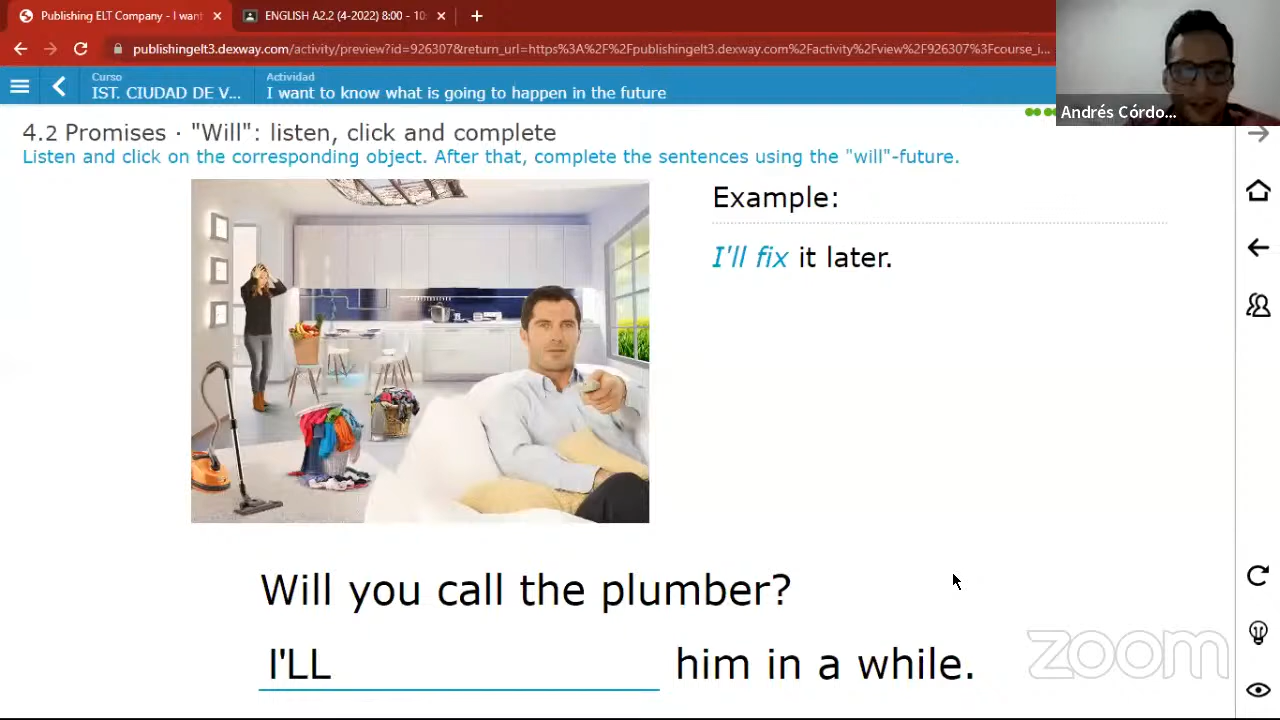 Publishing ELT Company - I want
ENGLISH A2.2 (4-2022) 8:00 - 10:
publishingelt3.dexway.com/activity/preview?id=926307&return_url=https%3A%2F%2Fpublishingelt3.dexway.com%2Factivity%2Fview%2F926307%3Fcourse_i...
Curso
IST. CIUDAD DE V...
Actividad
I want to know what is going to happen in the future
Andrés Córdo...
4.2 Promises · "Will": listen, click and complete
Listen and click on the corresponding object. After that, complete the sentences using the "will"-future.
Example:
I'll fix it later.
Will you call the plumber?
I'LL him in a while.
zoom